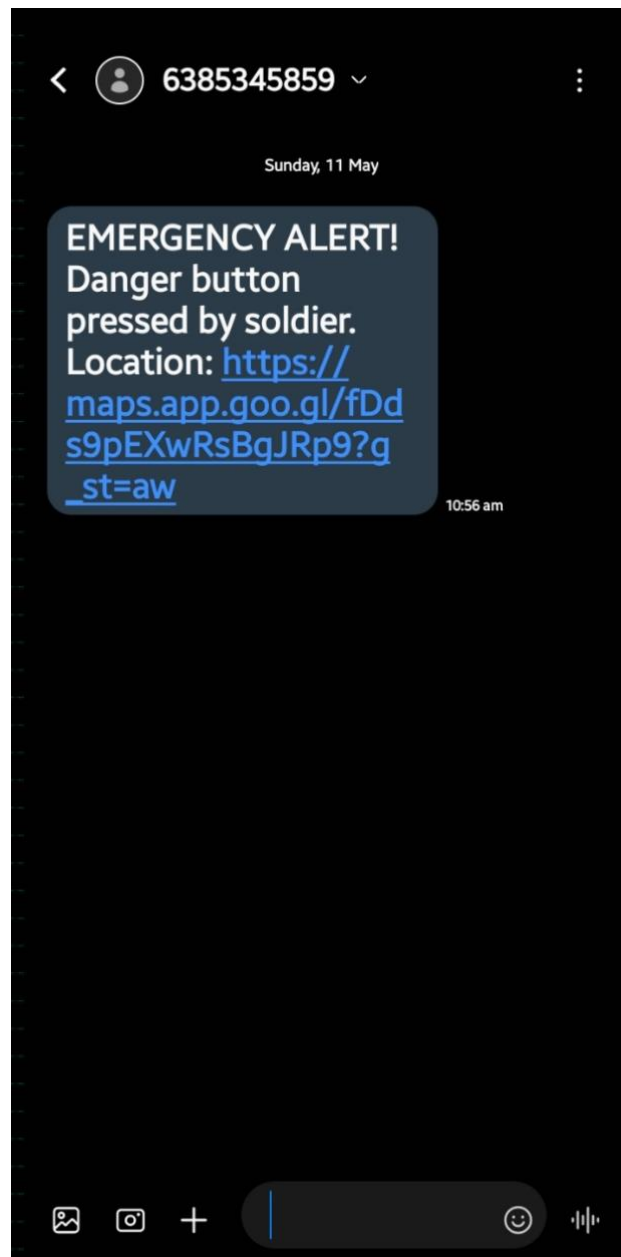 6385345859
Sunday, 11 May
EMERGENCY ALERT!
Danger button
pressed by soldier.
Location: https://
maps.app.goo.gl/fDd
s9pEXwRsBgJRp9?g
_st=aw
10:56 am